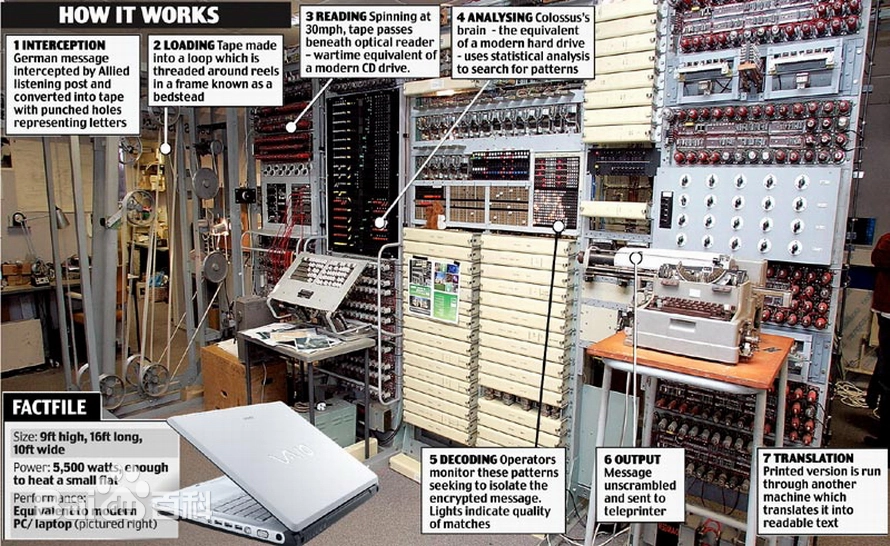 HOW IT WORKS
1 INTERCEPTION
German message
intercepted by Allied
listening post and
converted into tape
with punched holes
representing letters
2 LOADING Tape made
into a loop which is
threaded around reels
in a frame known as a
bedstead
3 READING Spinning at
30mph, tape passes
beneath optical reader
- wartime equivalent of
a modern CD drive.
4 ANALYSING Colossus's
brain - the equivalent
of a modern hard drive
- uses statistical analysis
to search for patterns
5 DECODING Operators
monitor these patterns
seeking to isolate the
encrypted message.
Lights indicate quality
of matches
6 OUTPUT
Message
unscrambled
and sent to
teleprinter
7 TRANSLATION
Printed version is run
through another
machine which
translates it into
readable text
FACTFILE
Size: 9ft high, 16ft long,
10ft wide
Power: 5,500 watts, enough
to heat a small flat
Performance:
Equivalent to modern
PC/laptop (pictured right)
VAIO
百科